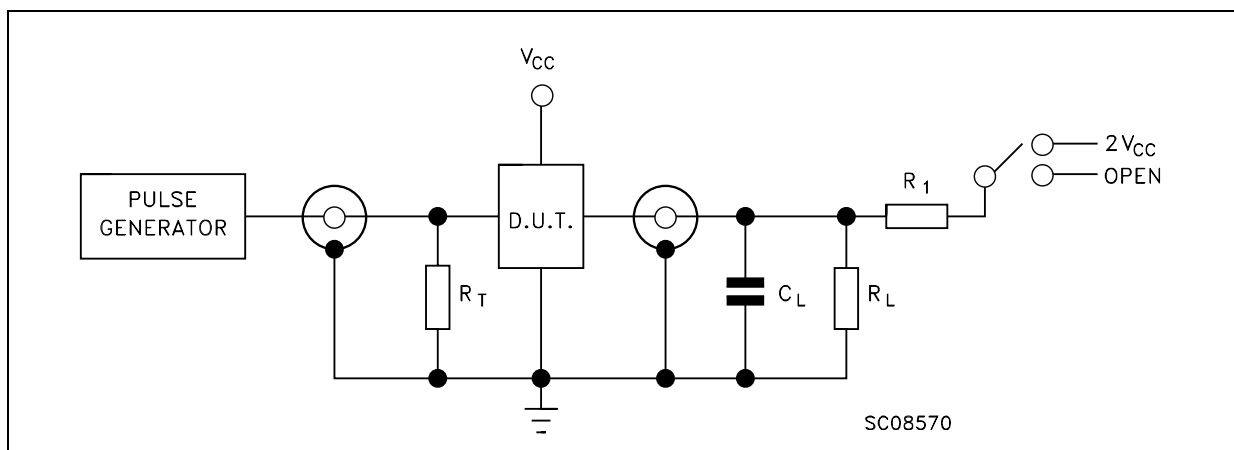 VCC
2VCC
OPEN
R1
PULSE
GENERATOR
D.U.T.
RT
CL
RL
SC08570